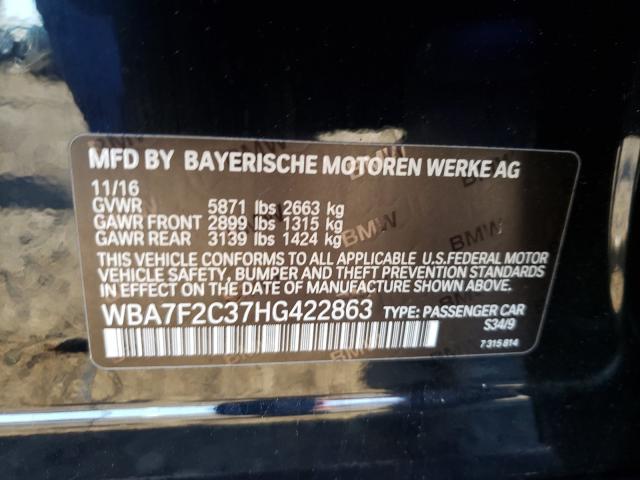 MFD BY BAYERISCHE MOTOREN WERKE AG
11/16
GVWR 5871 lbs 2663 kg
GAWR FRONT 2899 lbs 1315 kg
GAWR REAR 3139 lbs 1424 kg
THIS VEHICLE CONFORMS TO ALL APPLICABLE U.S.FEDERAL MOTOR
VEHICLE SAFETY, BUMPER AND THEFT PREVENTION STANDARDS IN
EFFECT ON THE DATE OF MANUFACTURE SHOWN ABOVE.
WBA7F2C37HG422863 TYPE: PASSENGER CAR
S34/9
7 315 814
BMW
BMW
BMW